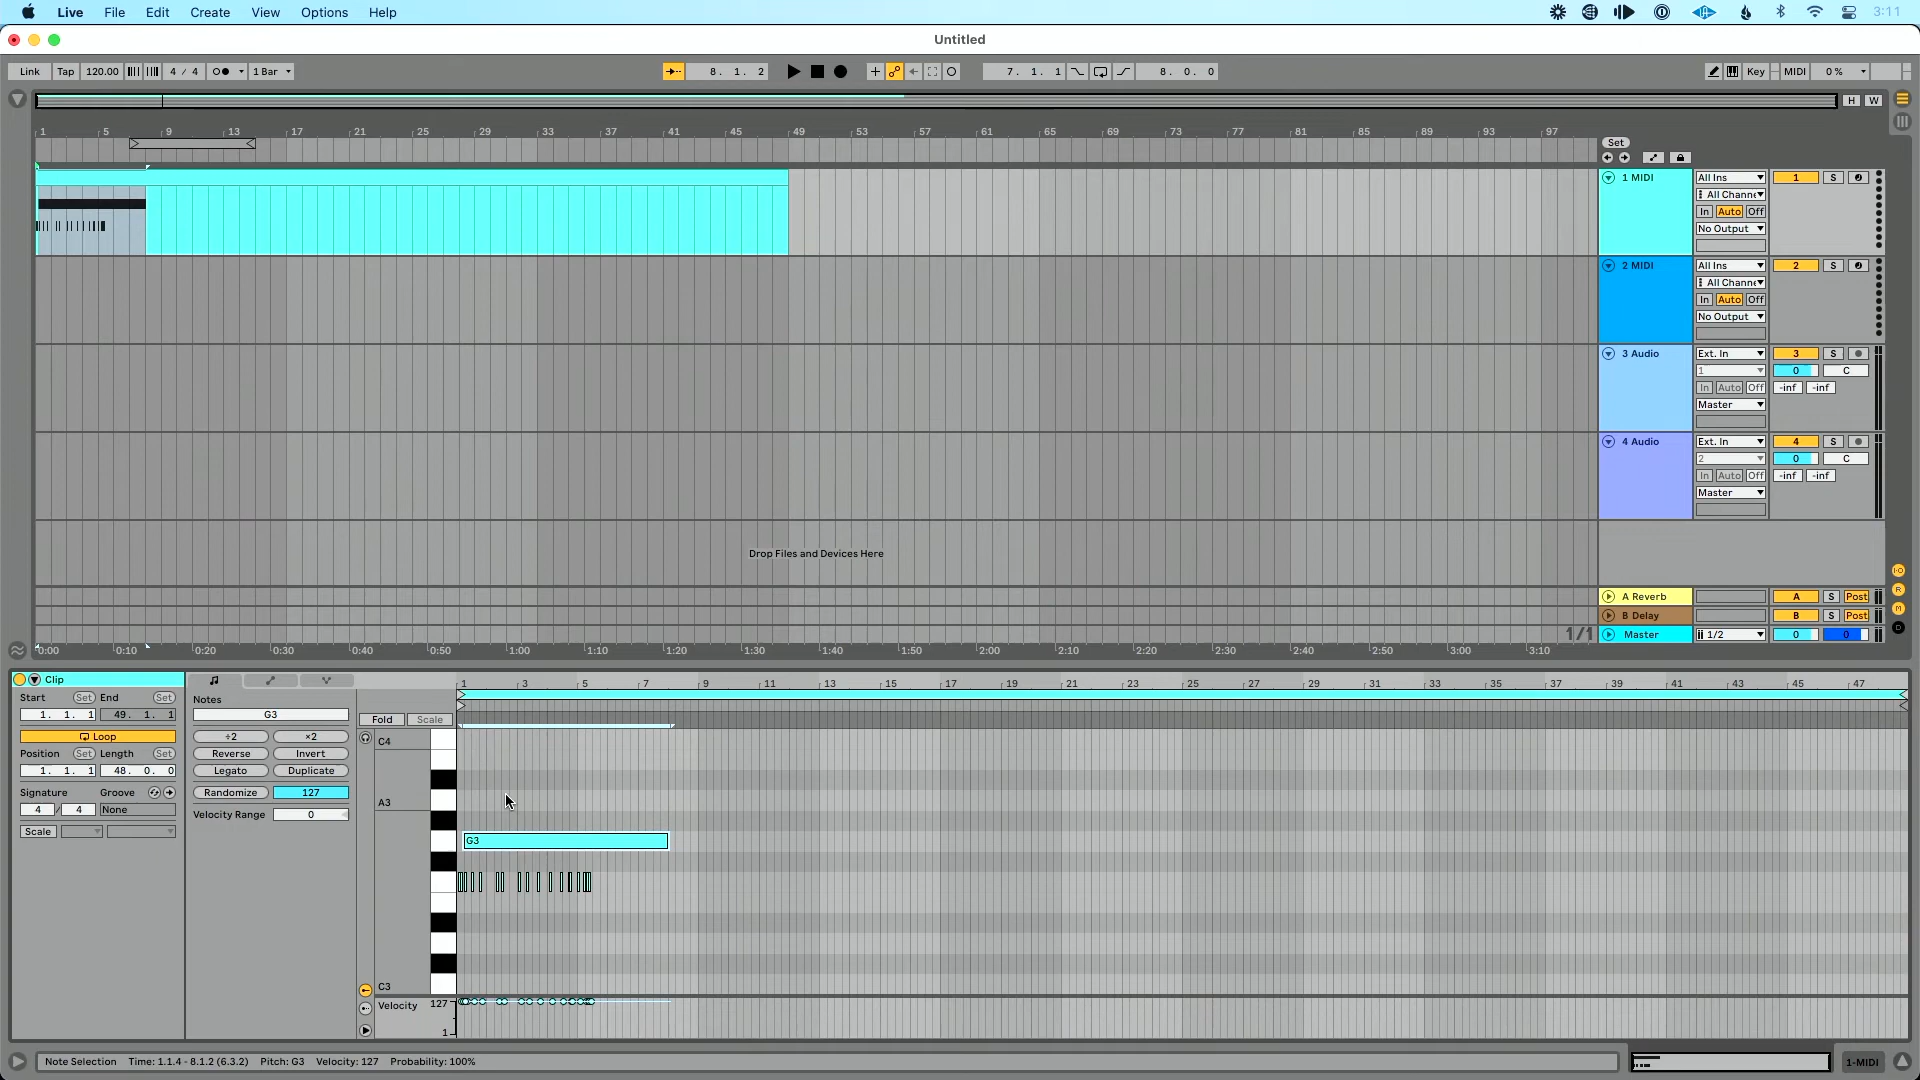 Live File Edit Create View Options Help 3:11
Untitled
Link Tap 120.00 4 / 4 1 Bar 8. 1. 2 7. 1. 1 8. 0. 0 Key MIDI 0 %
H W
1 5 9 13 17 21 25 29 33 37 41 45 49 53 57 61 65 69 73 77 81 85 89 93 97
Set
1 MIDI All Ins 1 S
All Channe
In Auto Off
No Output
2 MIDI All Ins 2 S
All Channe
In Auto Off
No Output
3 Audio Ext. In 3 S
1 0 C
In Auto Off -inf -inf
Master
4 Audio Ext. In 4 S
2 0 C
In Auto Off -inf -inf
Master
Drop Files and Devices Here
A Reverb A S Post
B Delay B S Post
1/1 Master 1/2 0 0
0:00 0:10 0:20 0:30 0:40 0:50 1:00 1:10 1:20 1:30 1:40 1:50 2:00 2:10 2:20 2:30 2:40 2:50 3:00 3:10
Clip
Start Set End Set
1. 1. 1 49. 1. 1
Loop
Position Set Length Set
1. 1. 1 48. 0. 0
Signature Groove
4 / 4 None
Scale
Notes
G3
÷2 ×2
Reverse Invert
Legato Duplicate
Randomize 127
Velocity Range 0
1 3 5 7 9 11 13 15 17 19 21 23 25 27 29 31 33 35 37 39 41 43 45 47
Fold Scale
C4
A3
G3
C3
Velocity 127
1
Note Selection Time: 1.1.4 - 8.1.2 (6.3.2) Pitch: G3 Velocity: 127 Probability: 100%
1-MIDI